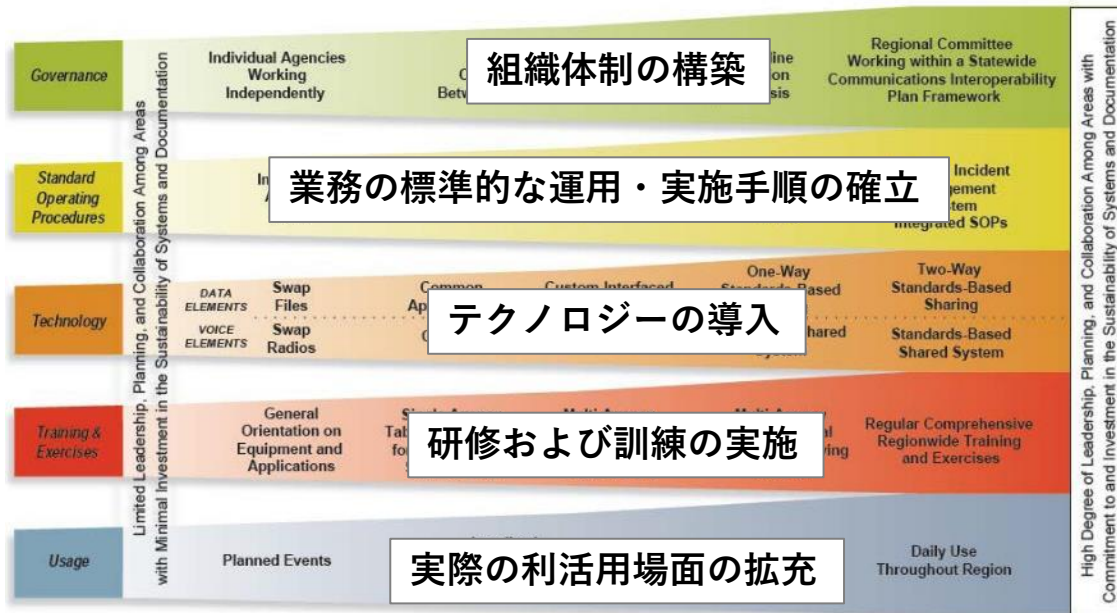 Governance
Limited Leadership, Planning, and Collaboration Among Areas
with Minimal Investment in the Sustainability of Systems and Documentation
Individual Agencies
Working
Independently
組織体制の構築
Regional Committee
Working within a Statewide
Communications Interoperability
Plan Framework
Standard
Operating
Procedures
業務の標準的な運用・実施手順の確立
Incident
Integrated SOPs
Technology
DATA
ELEMENTS
Swap
Files
Common
Custom Interfaced
One-Way
Standards-Based
Two-Way
Standards-Based
Sharing
テクノロジーの導入
VOICE
ELEMENTS
Swap
Radios
Standards-Based
Shared System
Training &
Exercises
General
Orientation on
Equipment and
Applications
研修および訓練の実施
Regular Comprehensive
Regionwide Training
and Exercises
Usage
Planned Events
実際の利活用場面の拡充
Daily Use
Throughout Region
High Degree of Leadership, Planning, and Collaboration Among Areas with
Commitment to and Investment in the Sustainability of Systems and Documentation